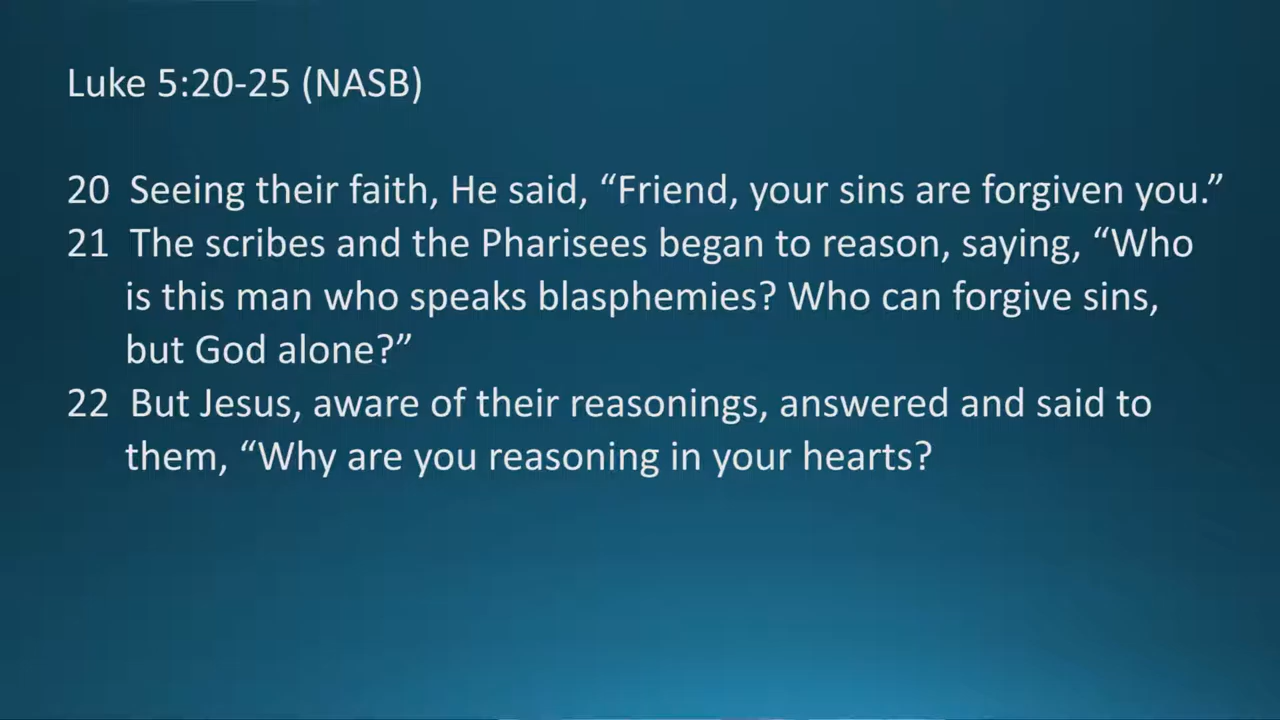 Luke 5:20-25 (NASB)
20 Seeing their faith, He said, “Friend, your sins are forgiven you.”
21 The scribes and the Pharisees began to reason, saying, “Who
is this man who speaks blasphemies? Who can forgive sins,
but God alone?”
22 But Jesus, aware of their reasonings, answered and said to
them, “Why are you reasoning in your hearts?